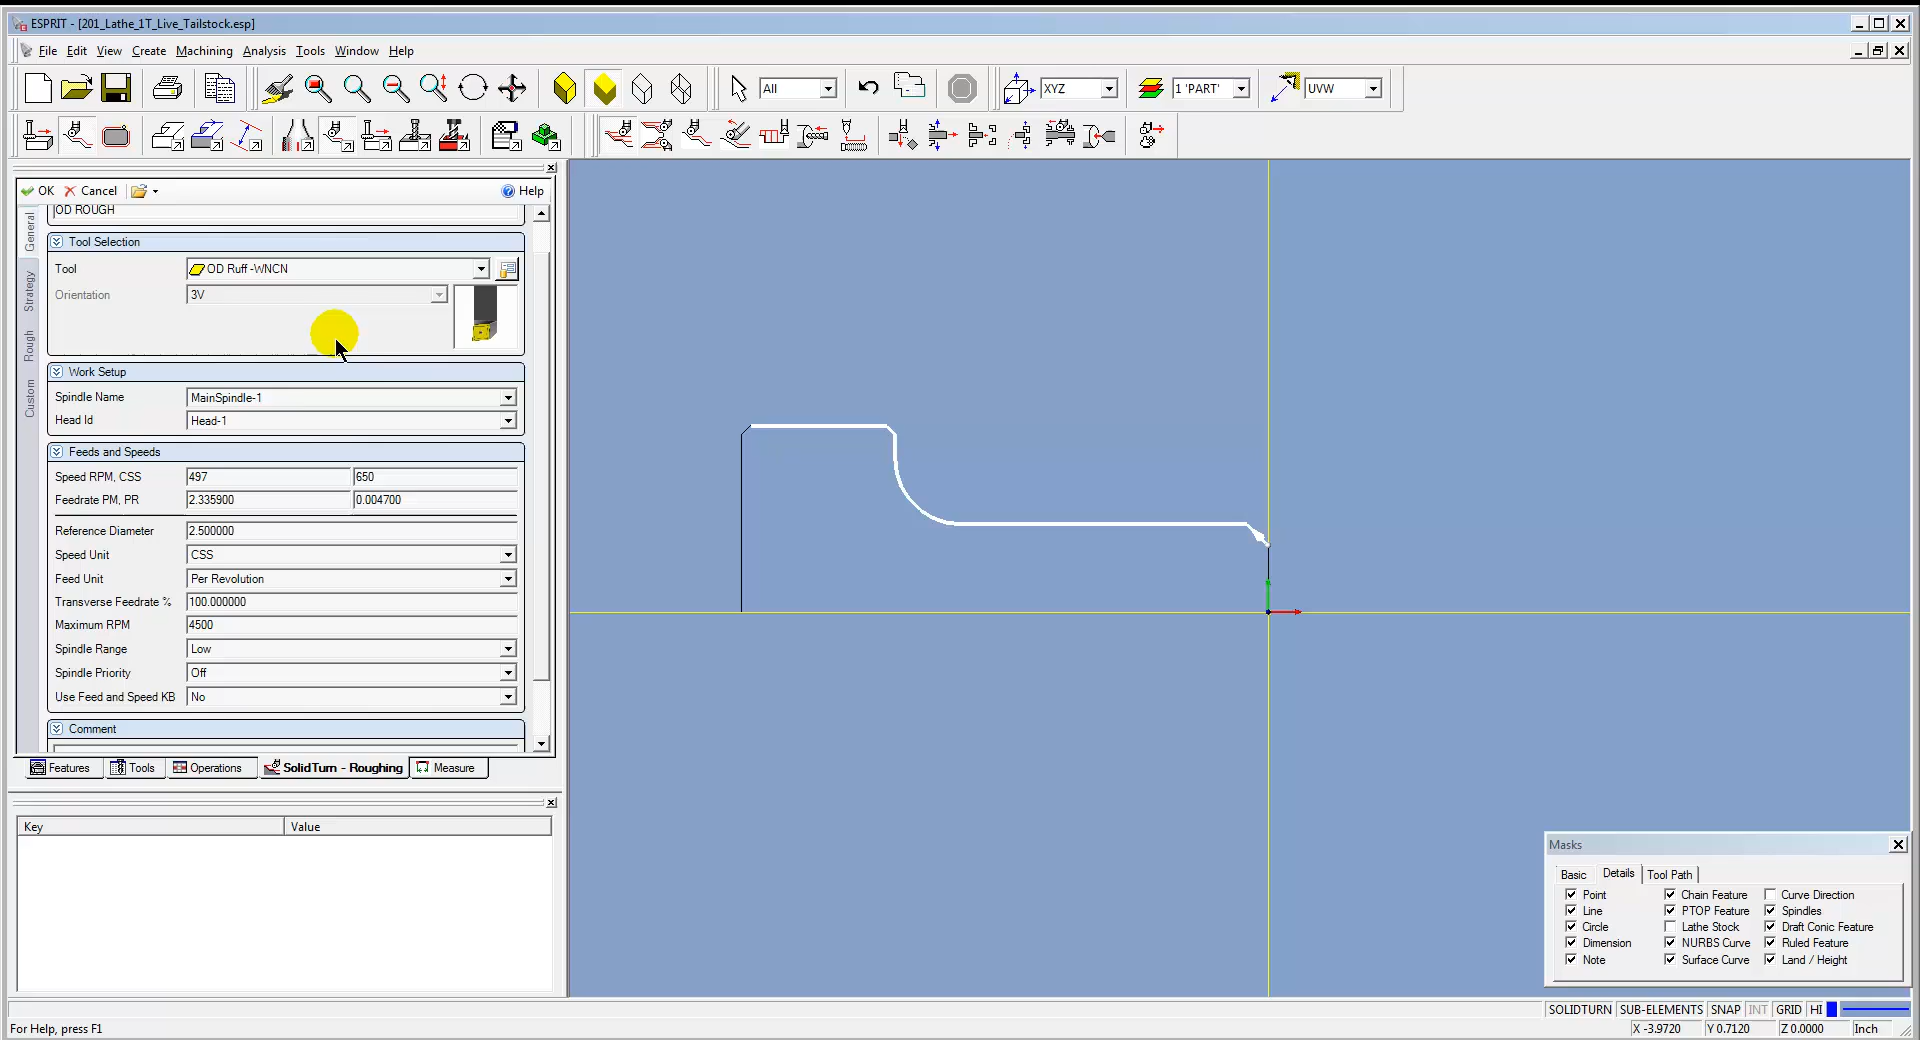 ESPRIT - [201_Lathe_1T_Live_Tailstock.esp]
File Edit View Create Machining Analysis Tools Window Help
All XYZ 1 'PART' UVW
OK Cancel Help
OD ROUGH
General
Strategy
Rough
Custom
Tool Selection
Tool OD Ruff -WNCN
Orientation 3V
Work Setup
Spindle Name MainSpindle-1
Head Id Head-1
Feeds and Speeds
Speed RPM, CSS 497 650
Feedrate PM, PR 2.335900 0.004700
Reference Diameter 2.500000
Speed Unit CSS
Feed Unit Per Revolution
Transverse Feedrate % 100.000000
Maximum RPM 4500
Spindle Range Low
Spindle Priority Off
Use Feed and Speed KB No
Comment
Features Tools Operations SolidTurn - Roughing Measure
Key Value
Masks
Basic Details Tool Path
Point Chain Feature Curve Direction
Line PTOP Feature Spindles
Circle Lathe Stock Draft Conic Feature
Dimension NURBS Curve Ruled Feature
Note Surface Curve Land / Height
SOLIDTURN SUB-ELEMENTS SNAP INT GRID HI
For Help, press F1 X -3.9720 Y 0.7120 Z 0.0000 Inch